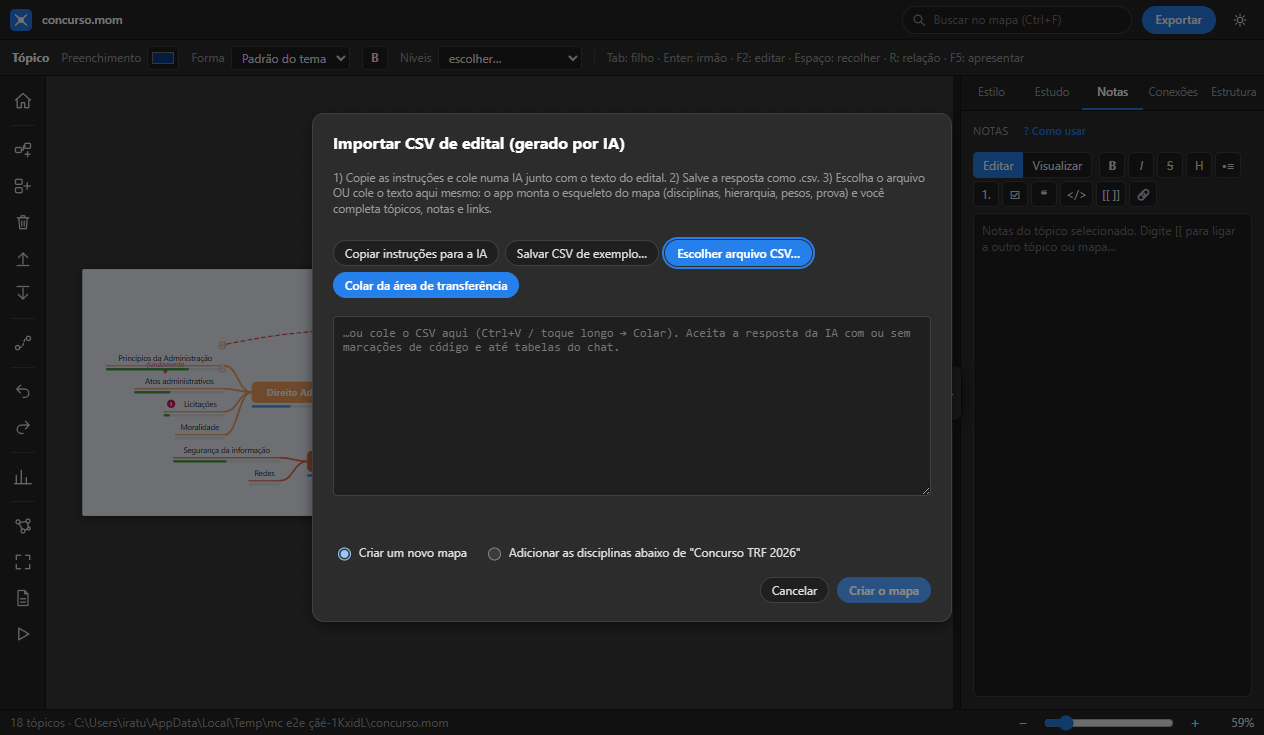 concurso.mom
Buscar no mapa (Ctrl+F)
Exportar
Tópico Preenchimento Forma Padrão do tema B Níveis escolher... Tab: filho · Enter: irmão · F2: editar · Espaço: recolher · R: relação · F5: apresentar
Estilo Estudo Notas Conexões Estrutura
NOTAS ? Como usar
Editar Visualizar B I S H •≡
1. ☑ ❝ </> [[ ]]
Notas do tópico selecionado. Digite [[ para ligar
a outro tópico ou mapa...
Importar CSV de edital (gerado por IA)
1) Copie as instruções e cole numa IA junto com o texto do edital. 2) Salve a resposta como .csv. 3) Escolha o arquivo
OU cole o texto aqui mesmo: o app monta o esqueleto do mapa (disciplinas, hierarquia, pesos, prova) e você
completa tópicos, notas e links.
Copiar instruções para a IA
Salvar CSV de exemplo...
Escolher arquivo CSV...
Colar da área de transferência
…ou cole o CSV aqui (Ctrl+V / toque longo → Colar). Aceita a resposta da IA com ou sem
marcações de código e até tabelas do chat.
Criar um novo mapa
Adicionar as disciplinas abaixo de "Concurso TRF 2026"
Cancelar
Criar o mapa
Princípios da Administração
fundamenta
Atos administrativos
Direito Ad
Licitações
Moralidade
Segurança da informação
Redes
18 tópicos · C:\Users\iratu\AppData\Local\Temp\mc e2e çãé-1KxidL\concurso.mom
− + 59%